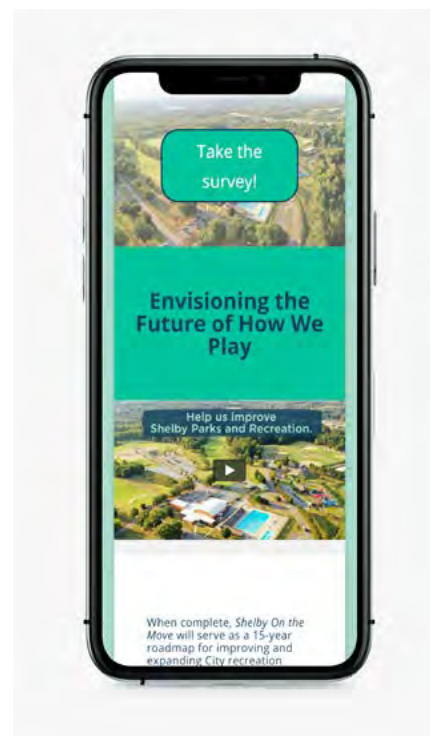 Take the
survey!
Envisioning the
Future of How We
Play
Help us improve
Shelby Parks and Recreation.
When complete, Shelby On the
Move will serve as a 15-year
roadmap for improving and
expanding City recreation